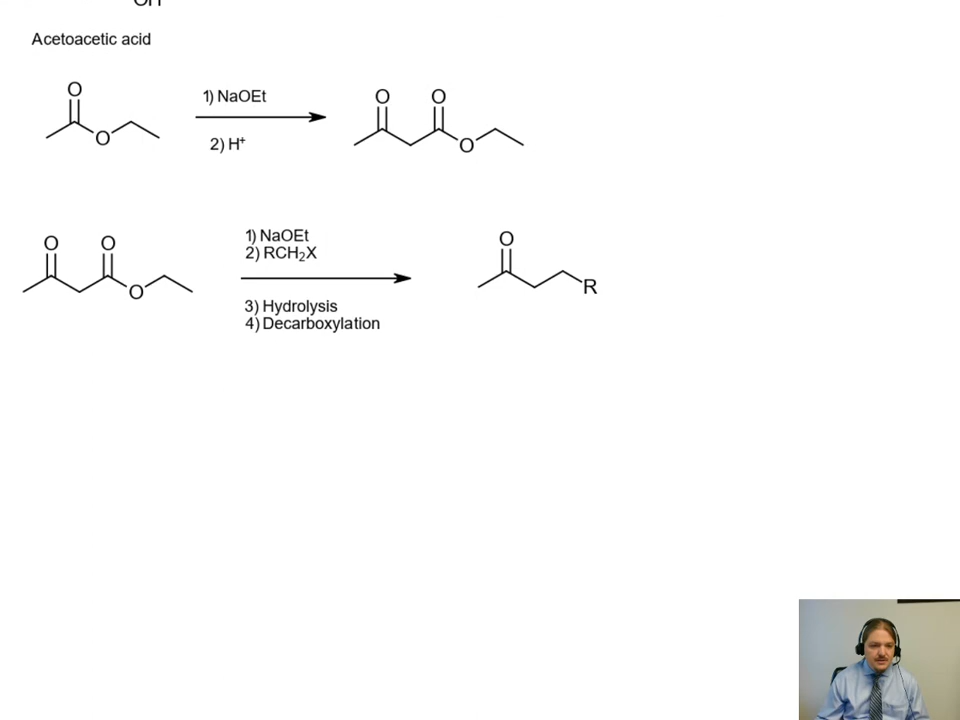 OH
Acetoacetic acid
O
O
1) NaOEt
2) H⁺
O O
O
O O
O
1) NaOEt
2) RCH₂X
3) Hydrolysis
4) Decarboxylation
O
R